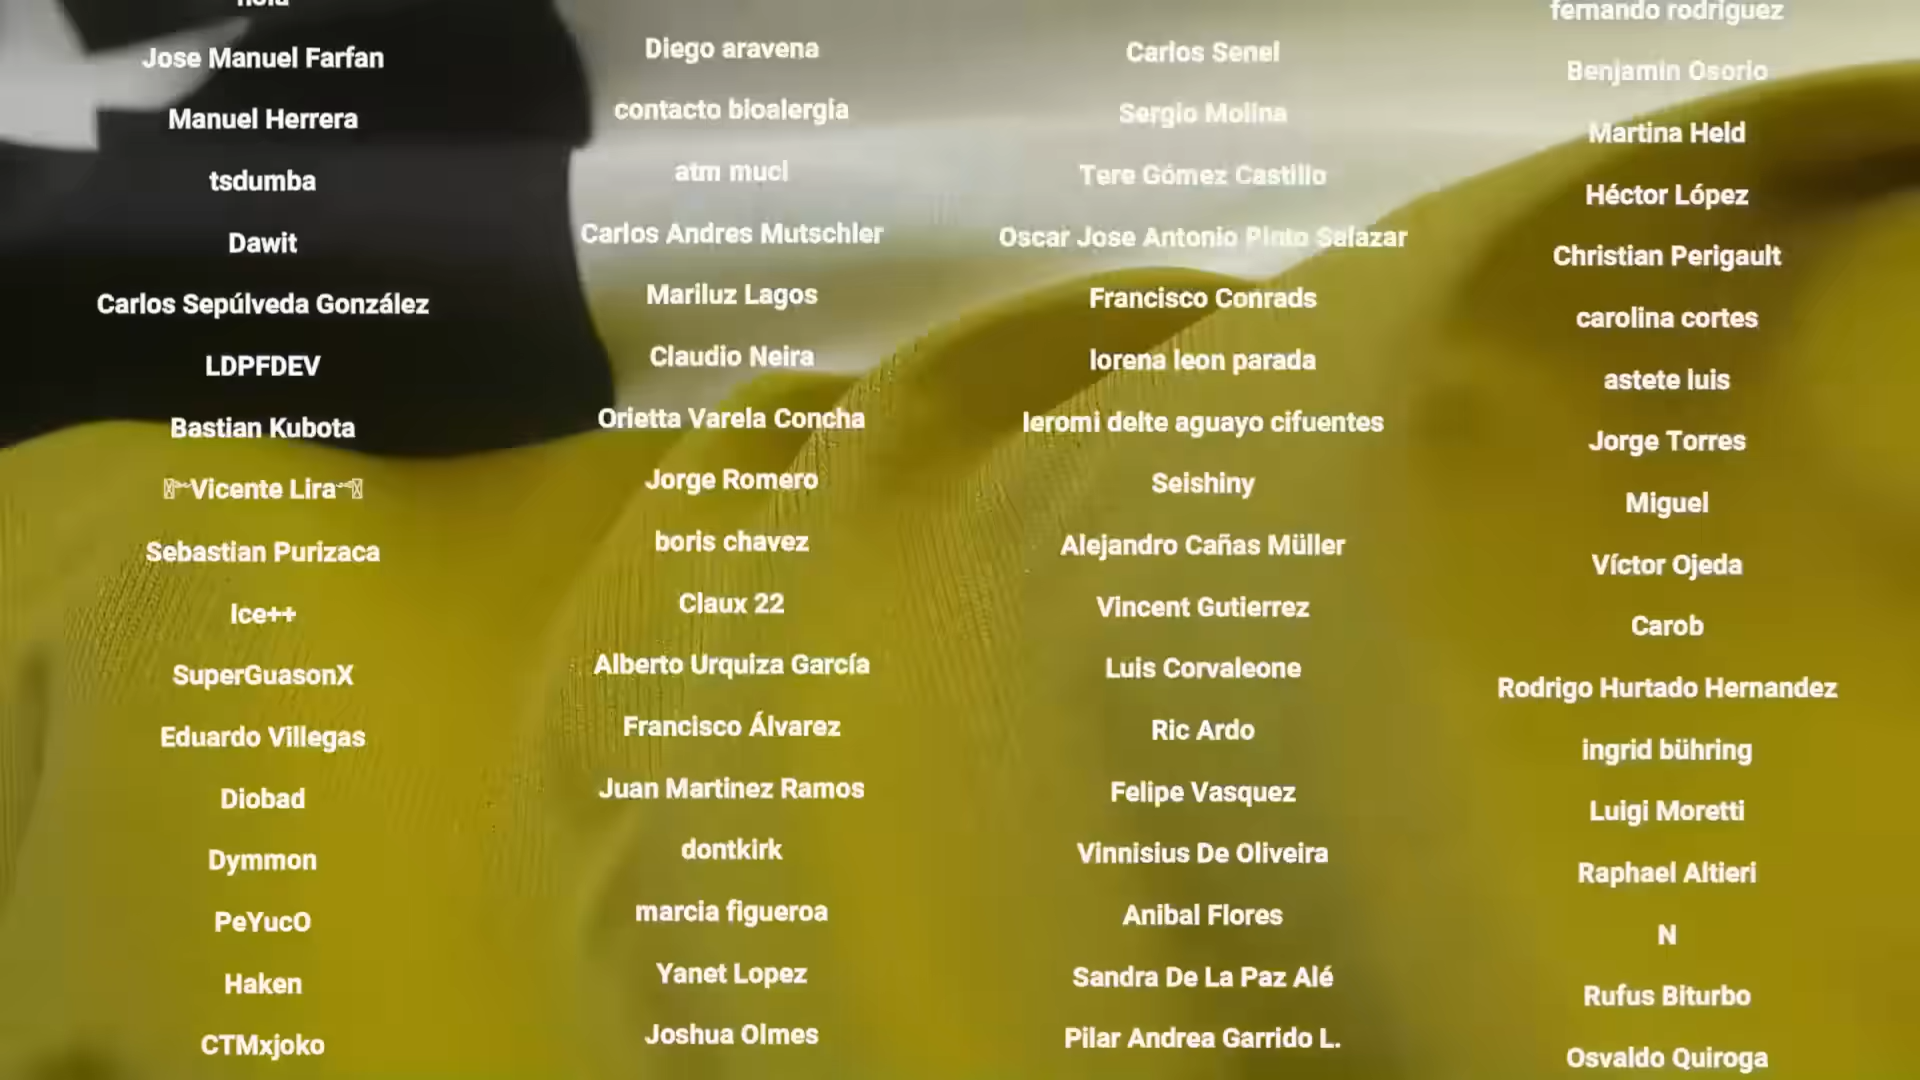 hola
Jose Manuel Farfan
Manuel Herrera
tsdumba
Dawit
Carlos Sepúlveda González
LDPFDEV
Bastian Kubota
Vicente Lira
Sebastian Purizaca
Ice++
SuperGuasonX
Eduardo Villegas
Diobad
Dymmon
PeYucO
Haken
CTMxjoko
Diego aravena
contacto bioalergia
atm muci
Carlos Andres Mutschler
Mariluz Lagos
Claudio Neira
Orietta Varela Concha
Jorge Romero
boris chavez
Claux 22
Alberto Urquiza García
Francisco Álvarez
Juan Martinez Ramos
dontkirk
marcia figueroa
Yanet Lopez
Joshua Olmes
Carlos Senel
Sergio Molina
Tere Gómez Castillo
Oscar Jose Antonio Pinto Salazar
Francisco Conrads
lorena leon parada
Ieromi delte aguayo cifuentes
Seishiny
Alejandro Cañas Müller
Vincent Gutierrez
Luis Corvaleone
Ric Ardo
Felipe Vasquez
Vinnisius De Oliveira
Anibal Flores
Sandra De La Paz Alé
Pilar Andrea Garrido L.
fernando rodriguez
Benjamin Osorio
Martina Held
Héctor López
Christian Perigault
carolina cortes
astete luis
Jorge Torres
Miguel
Víctor Ojeda
Carob
Rodrigo Hurtado Hernandez
ingrid bühring
Luigi Moretti
Raphael Altieri
N
Rufus Biturbo
Osvaldo Quiroga